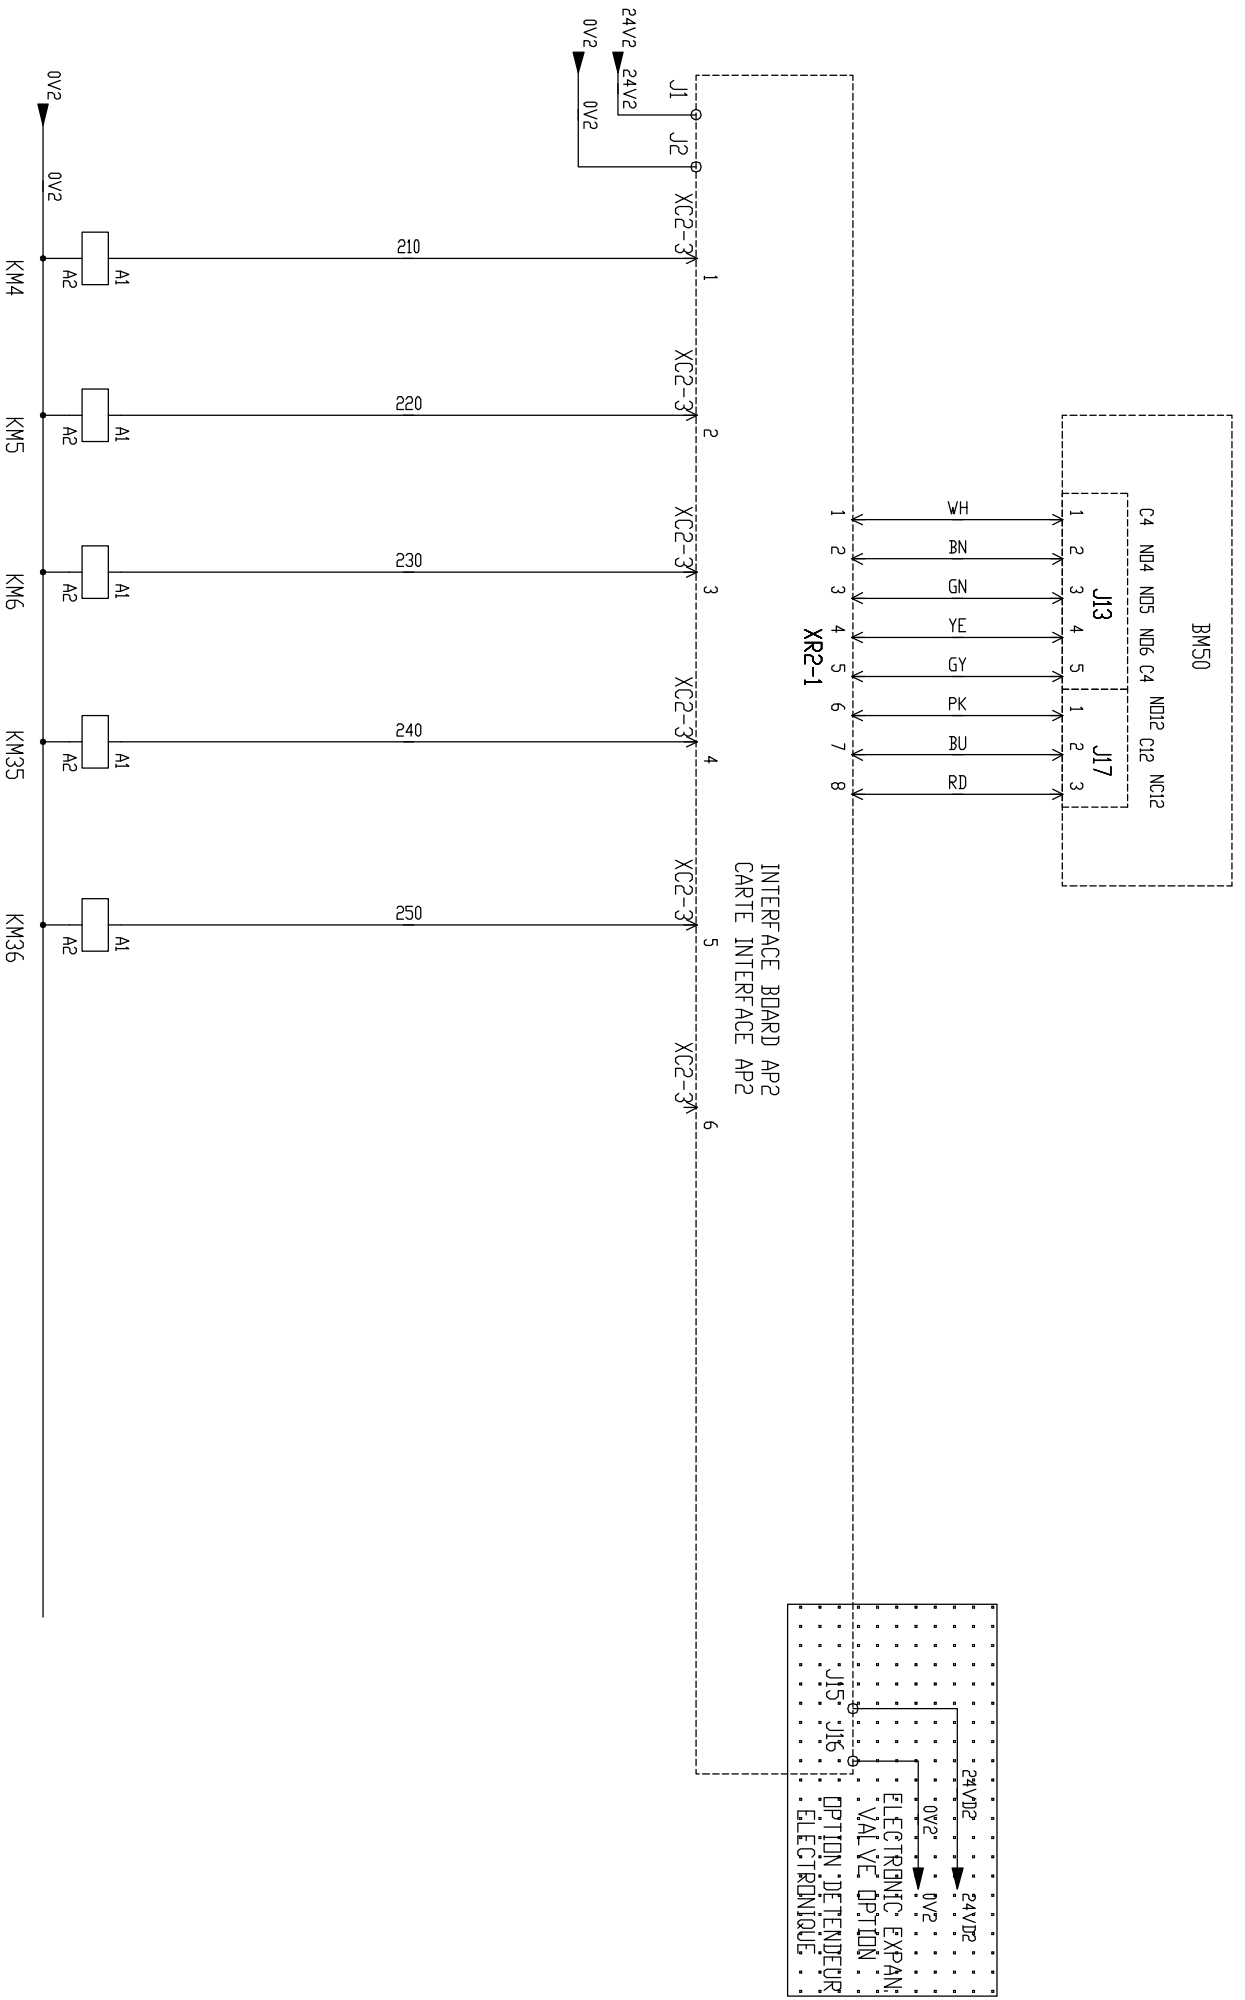 BM50
C4 NO4 NO5 NO6 C4 NO12 C12 NC12
J13 J17
1 2 3 4 5 1 2 3
WH
BN
GN
YE
GY
PK
BU
RD
1 2 3 4 5 6 7 8
XR2-1
INTERFACE BOARD AP2
CARTE INTERFACE AP2
24VD2 24VD2
0V2 0V2
J15 J16
ELECTRONIC EXPAN.
VALVE OPTION
OPTION DETENDEUR
ELECTRONIQUE
J1 J2
24V2 24V2
0V2 0V2
XC2-3 1
XC2-3 2
XC2-3 3
XC2-3 4
XC2-3 5
XC2-3 6
210
220
230
240
250
A1 A1 A1 A1 A1
A2 A2 A2 A2 A2
0V2 0V2
KM4 KM5 KM6 KM35 KM36